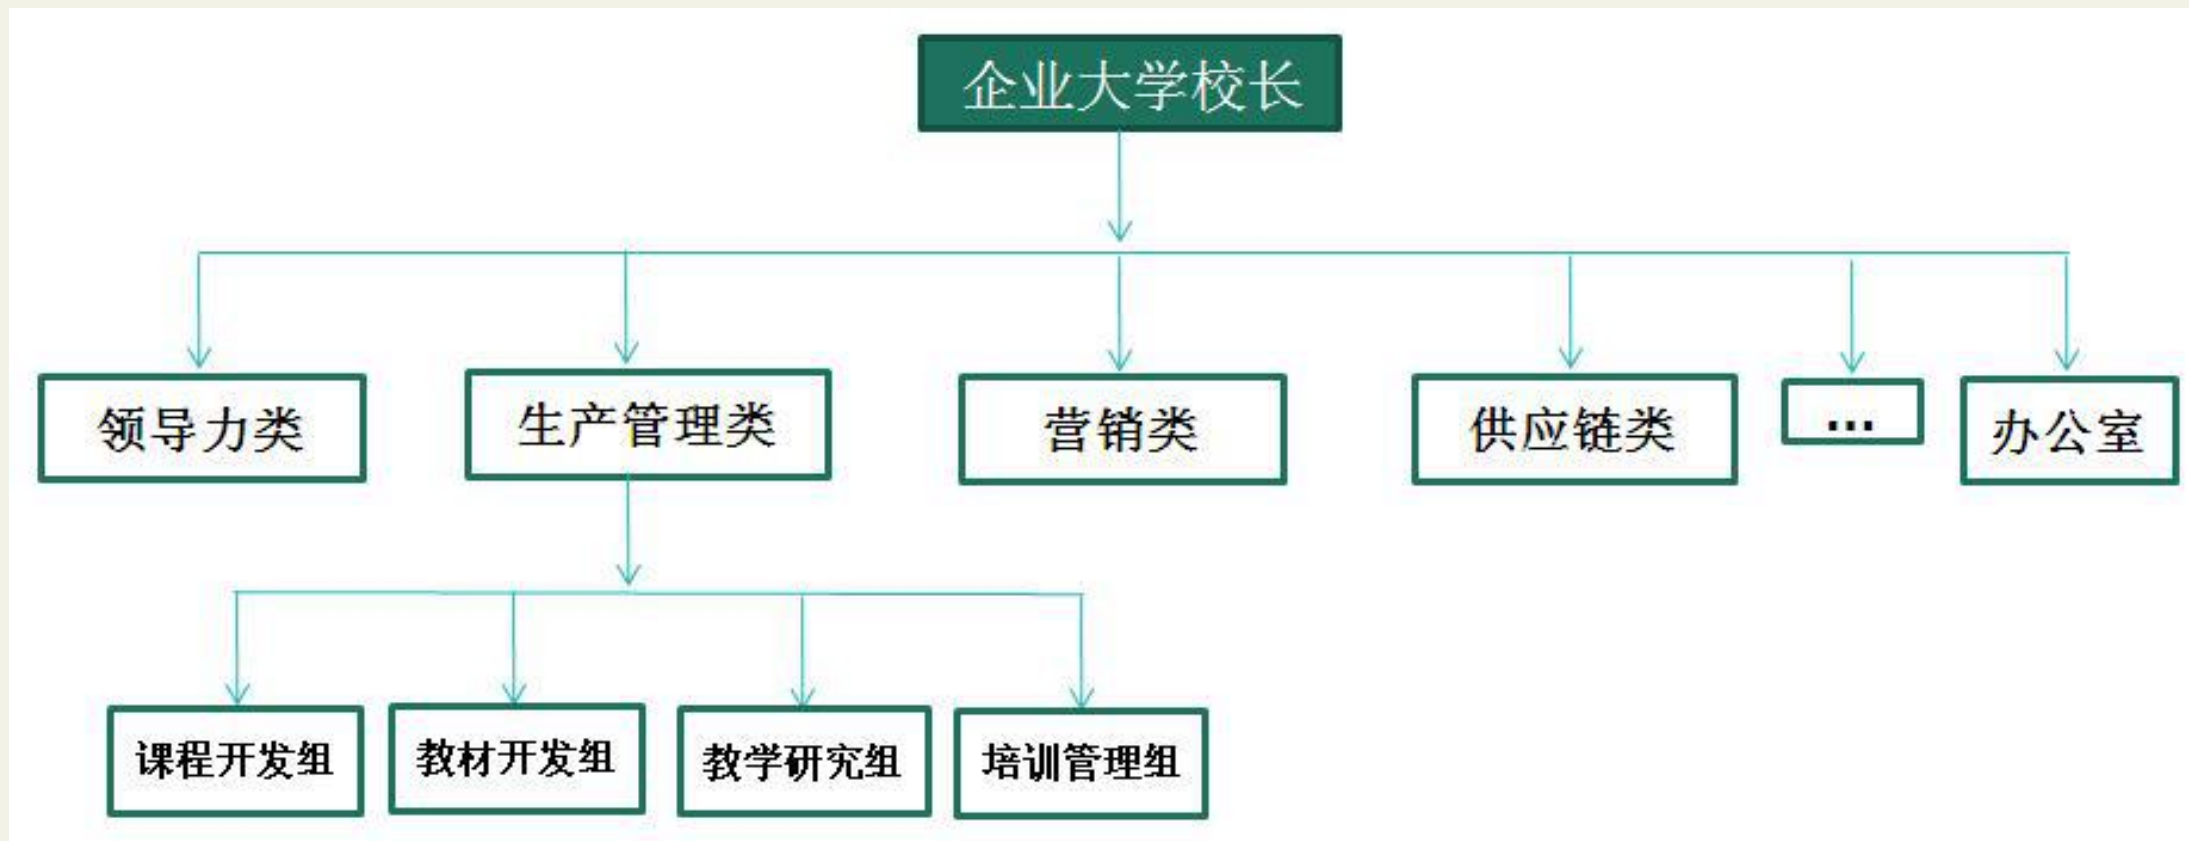 企业大学校长
领导力类
生产管理类
营销类
供应链类
...
办公室
课程开发组
教材开发组
教学研究组
培训管理组